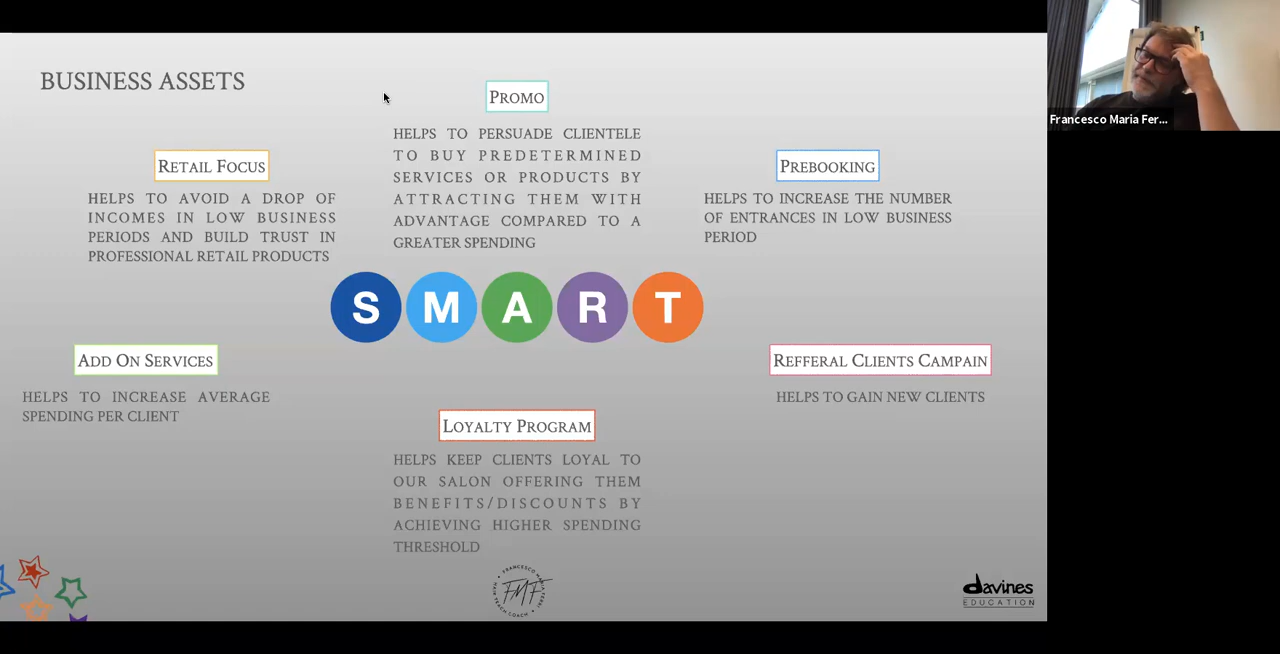 BUSINESS ASSETS
PROMO
HELPS TO PERSUADE CLIENTELE
TO BUY PREDETERMINED
SERVICES OR PRODUCTS BY
ATTRACTING THEM WITH
ADVANTAGE COMPARED TO A
GREATER SPENDING
RETAIL FOCUS
HELPS TO AVOID A DROP OF
INCOMES IN LOW BUSINESS
PERIODS AND BUILD TRUST IN
PROFESSIONAL RETAIL PRODUCTS
PREBOOKING
HELPS TO INCREASE THE NUMBER
OF ENTRANCES IN LOW BUSINESS
PERIOD
SMART
ADD ON SERVICES
HELPS TO INCREASE AVERAGE
SPENDING PER CLIENT
REFFERAL CLIENTS CAMPAIN
HELPS TO GAIN NEW CLIENTS
LOYALTY PROGRAM
HELPS KEEP CLIENTS LOYAL TO
OUR SALON OFFERING THEM
BENEFITS/DISCOUNTS BY
ACHIEVING HIGHER SPENDING
THRESHOLD
FMF
davines
EDUCATION
Francesco Maria Fer...